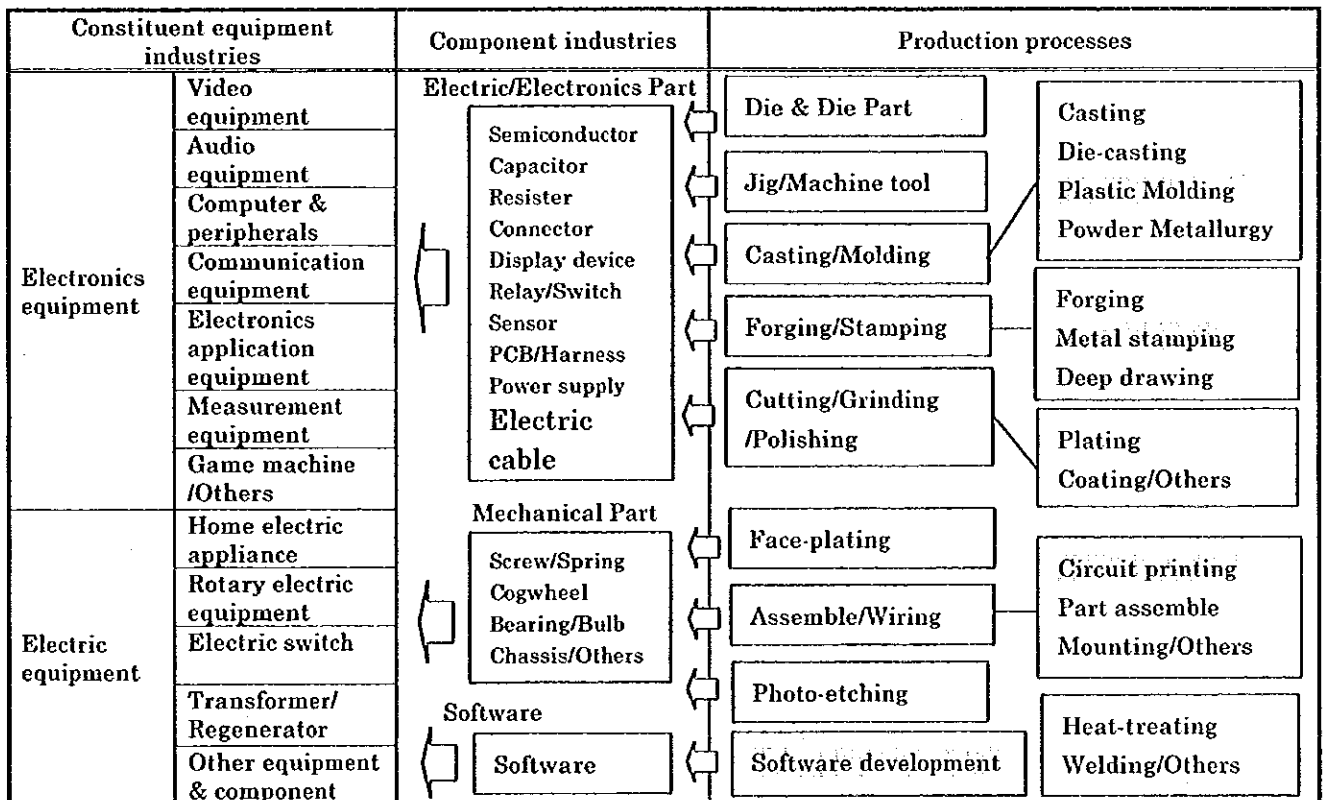 Constituent equipment
industries
Component industries
Production processes
Electronics
equipment
Video
equipment
Audio
equipment
Computer &
peripherals
Communication
equipment
Electronics
application
equipment
Measurement
equipment
Game machine
/Others
Electric
equipment
Home electric
appliance
Rotary electric
equipment
Electric switch
Transformer/
Regenerator
Other equipment
& component
Electric/Electronics Part
Semiconductor
Capacitor
Resister
Connector
Display device
Relay/Switch
Sensor
PCB/Harness
Power supply
Electric
cable
Mechanical Part
Screw/Spring
Cogwheel
Bearing/Bulb
Chassis/Others
Software
Software
Die & Die Part
Jig/Machine tool
Casting/Molding
Forging/Stamping
Cutting/Grinding
/Polishing
Face-plating
Assemble/Wiring
Photo-etching
Software development
Casting
Die-casting
Plastic Molding
Powder Metallurgy
Forging
Metal stamping
Deep drawing
Plating
Coating/Others
Circuit printing
Part assemble
Mounting/Others
Heat-treating
Welding/Others